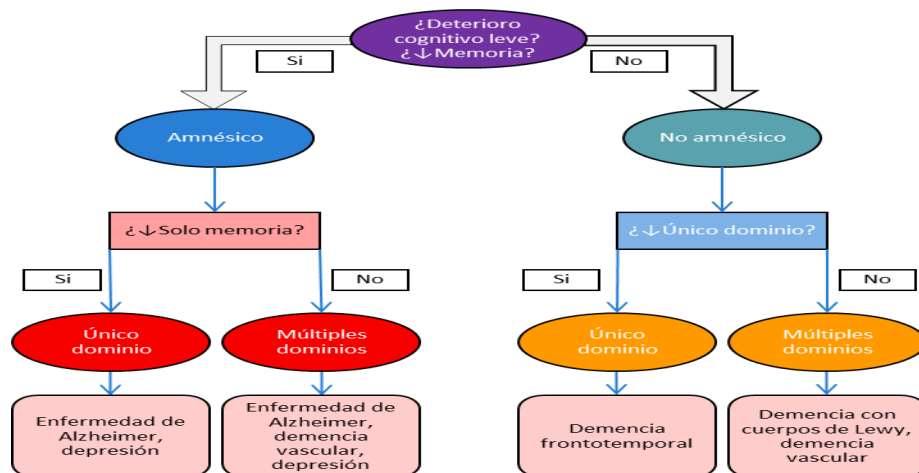 ¿Deterioro
cognitivo leve?
¿↓Memoria?
Si
No
Amnésico
No amnésico
¿↓Solo memoria?
¿↓Único dominio?
Si
No
Si
No
Único
dominio
Múltiples
dominios
Único
dominio
Múltiples
dominios
Enfermedad de
Alzheimer,
depresión
Enfermedad de
Alzheimer,
demencia
vascular,
depresión
Demencia
frontotemporal
Demencia con
cuerpos de Lewy,
demencia
vascular